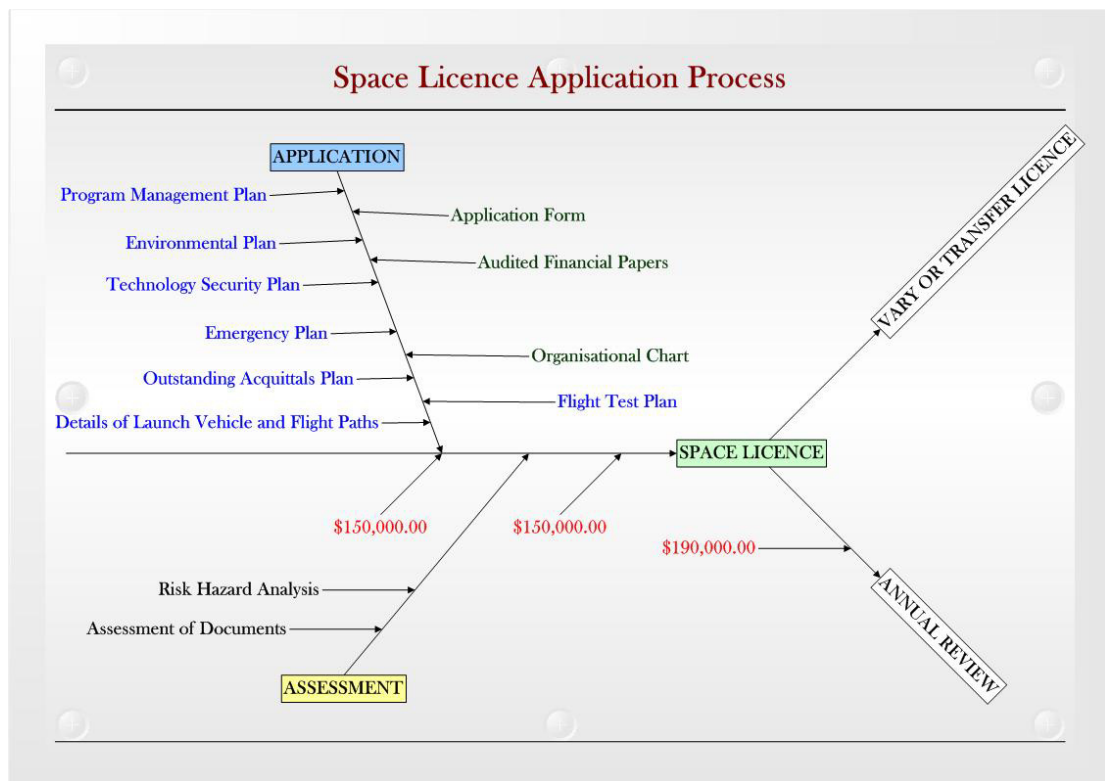 Space Licence Application Process
APPLICATION
Program Management Plan
Application Form
Environmental Plan
Audited Financial Papers
Technology Security Plan
Emergency Plan
Organisational Chart
Outstanding Acquittals Plan
Flight Test Plan
Details of Launch Vehicle and Flight Paths
VARY OR TRANSFER LICENCE
SPACE LICENCE
$150,000.00
$150,000.00
$190,000.00
Risk Hazard Analysis
Assessment of Documents
ASSESSMENT
ANNUAL REVIEW